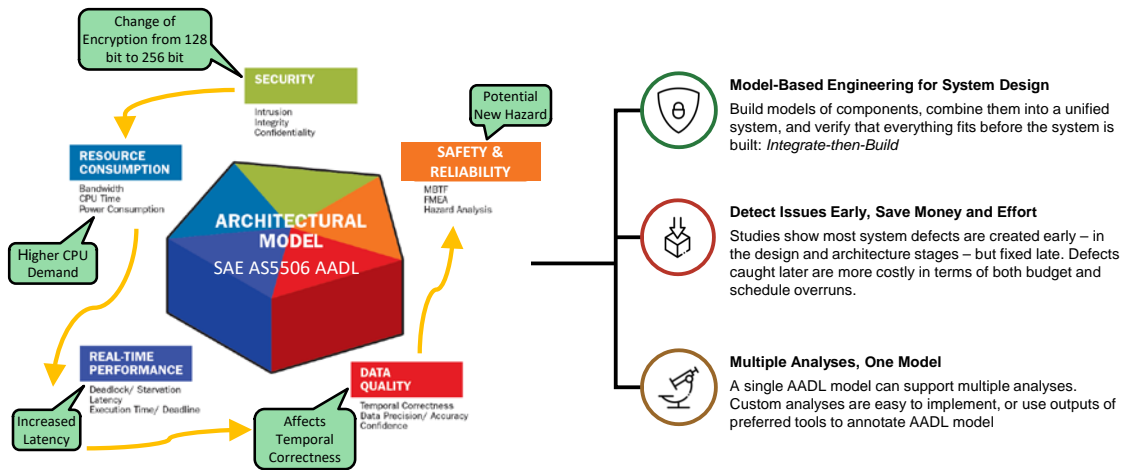 Change of
Encryption from 128
bit to 256 bit
SECURITY
Intrusion
Integrity
Confidentiality
Potential
New Hazard
RESOURCE
CONSUMPTION
Bandwidth
CPU Time
Power Consumption
SAFETY &
RELIABILITY
MBTF
FMEA
Hazard Analysis
ARCHITECTURAL
MODEL
SAE AS5506 AADL
Higher CPU
Demand
REAL-TIME
PERFORMANCE
Deadlock/ Starvation
Latency
Execution Time/ Deadline
Increased
Latency
DATA
QUALITY
Temporal Correctness
Data Precision/ Accuracy
Confidence
Affects
Temporal
Correctness
Model-Based Engineering for System Design
Build models of components, combine them into a unified
system, and verify that everything fits before the system is
built: Integrate-then-Build
Detect Issues Early, Save Money and Effort
Studies show most system defects are created early – in
the design and architecture stages – but fixed late. Defects
caught later are more costly in terms of both budget and
schedule overruns.
Multiple Analyses, One Model
A single AADL model can support multiple analyses.
Custom analyses are easy to implement, or use outputs of
preferred tools to annotate AADL model